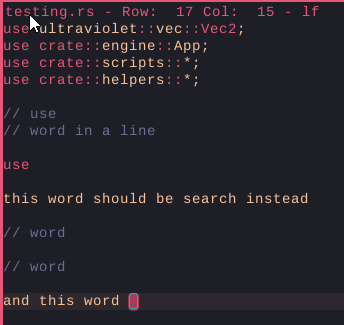 testing.rs - Row:  17 Col:  15 - lf
use ultraviolet::vec::Vec2;
use crate::engine::App;
use crate::scripts::*;
use crate::helpers::*;
// use
// word in a line
use
this word should be search instead
// word
// word
and this word